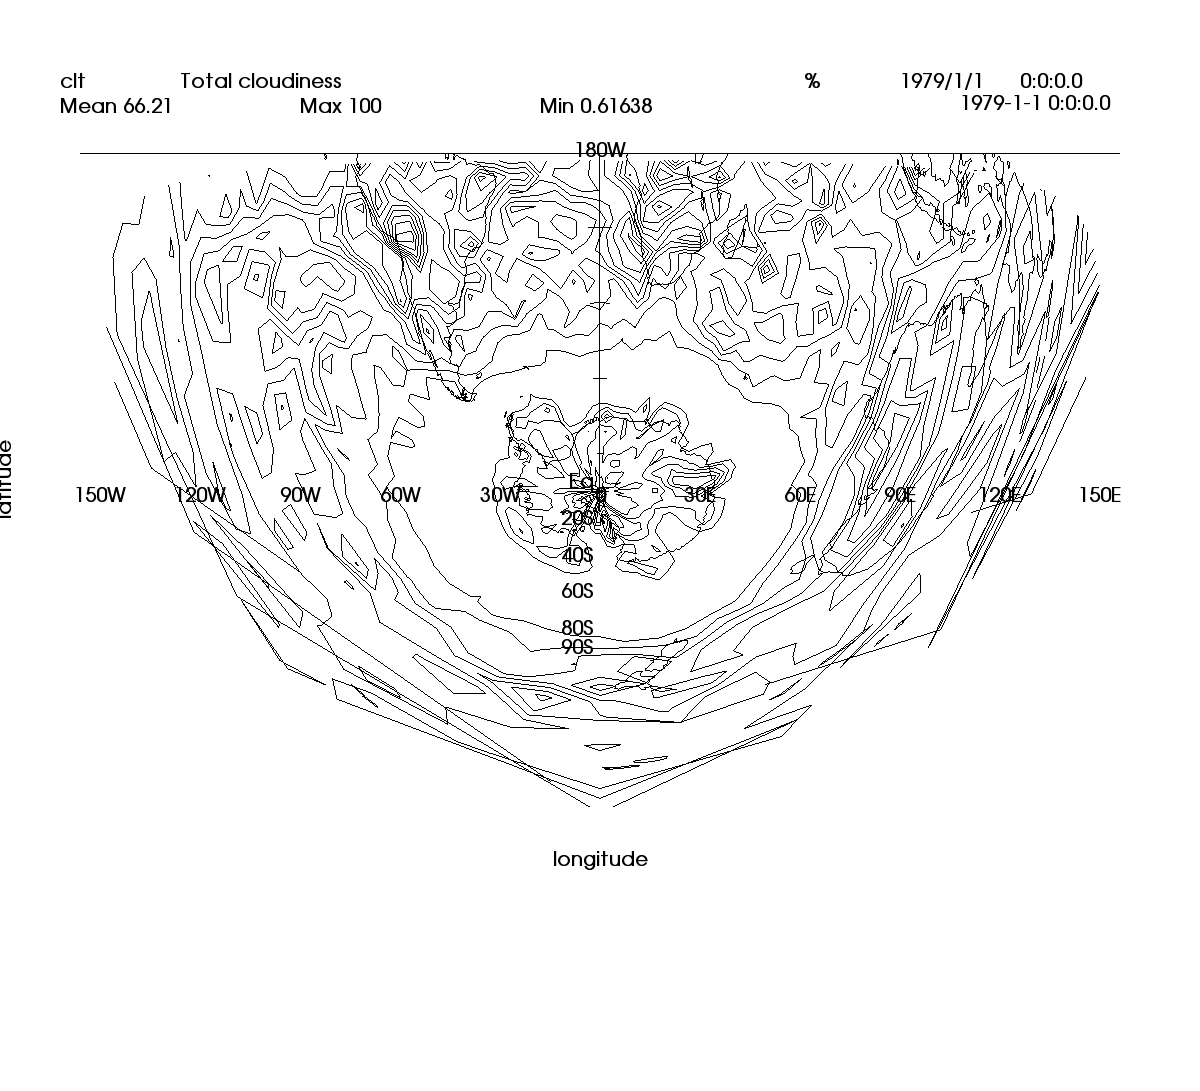 clt Total cloudiness % 1979/1/1 0:0:0.0
Mean 66.21 Max 100 Min 0.61638 1979-1-1 0:0:0.0
180W
latitude
Eq
150W 120W 90W 60W 30W 0 30E 60E 90E 120E 150E
20S
40S
60S
80S
90S
longitude